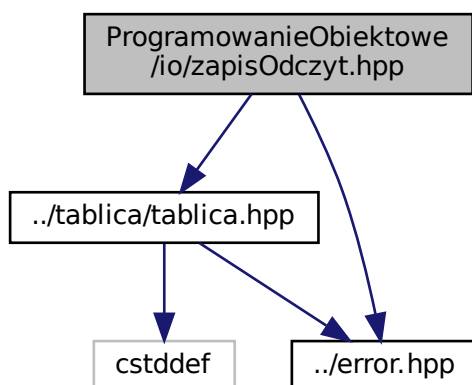 ProgramowanieObiektowe
/io/zapisOdczyt.hpp
../tablica/tablica.hpp
cstddef
../error.hpp